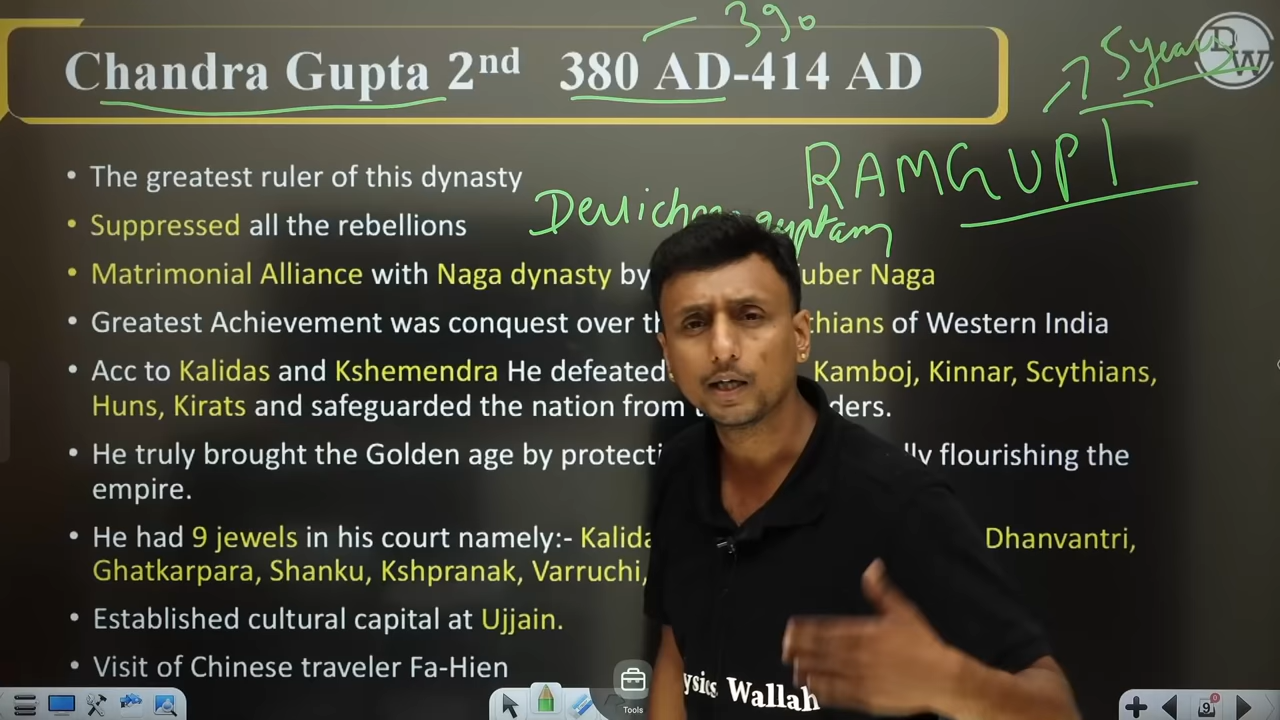 390
Chandra Gupta 2nd 380 AD-414 AD
5 years
PW
RAMGUPT
• The greatest ruler of this dynasty
• Suppressed all the rebellions
• Matrimonial Alliance with Naga dynasty by uber Naga
• Greatest Achievement was conquest over th thians of Western India
• Acc to Kalidas and Kshemendra He defeated Kamboj, Kinnar, Scythians,
Huns, Kirats and safeguarded the nation from ders.
• He truly brought the Golden age by protecti lly flourishing the
empire.
• He had 9 jewels in his court namely:- Kalida Dhanvantri,
Ghatkarpara, Shanku, Kshpranak, Varruchi,
• Established cultural capital at Ujjain.
• Visit of Chinese traveler Fa-Hien
ysics Wallah
Tools
9